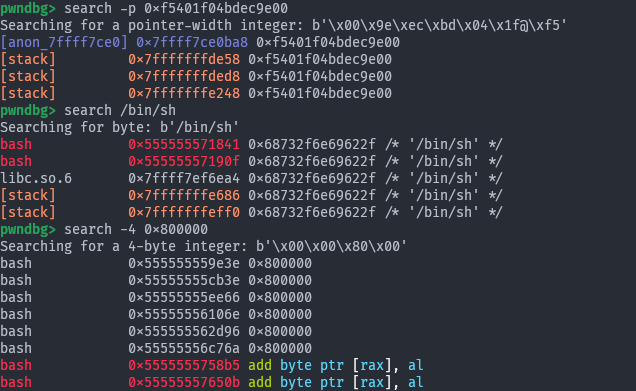 pwndbg> search -p 0xf5401f04bdec9e00
Searching for a pointer-width integer: b'\x00\x9e\xec\xbd\x04\x1f@\xf5'
[anon_7ffff7ce0] 0x7ffff7ce0ba8 0xf5401f04bdec9e00
[stack] 0x7fffffffde58 0xf5401f04bdec9e00
[stack] 0x7fffffffded8 0xf5401f04bdec9e00
[stack] 0x7fffffffe248 0xf5401f04bdec9e00
pwndbg> search /bin/sh
Searching for byte: b'/bin/sh'
bash 0x555555571841 0x68732f6e69622f /* '/bin/sh' */
bash 0x55555557190f 0x68732f6e69622f /* '/bin/sh' */
libc.so.6 0x7ffff7ef6ea4 0x68732f6e69622f /* '/bin/sh' */
[stack] 0x7fffffffe686 0x68732f6e69622f /* '/bin/sh' */
[stack] 0x7fffffffeff0 0x68732f6e69622f /* '/bin/sh' */
pwndbg> search -4 0x800000
Searching for a 4-byte integer: b'\x00\x00\x80\x00'
bash 0x555555559e3e 0x800000
bash 0x55555555cb3e 0x800000
bash 0x55555555ee66 0x800000
bash 0x55555556106e 0x800000
bash 0x555555562d96 0x800000
bash 0x55555556c76a 0x800000
bash 0x5555555758b5 add byte ptr [rax], al
bash 0x55555557650b add byte ptr [rax], al